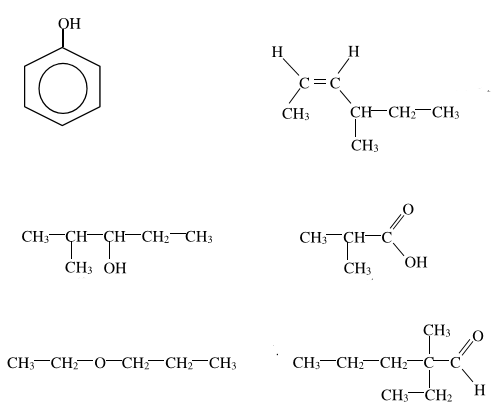 OH
H H
C=C
CH₃ CH—CH₂—CH₃
CH₃
CH₃—CH—CH—CH₂—CH₃
CH₃ OH
CH₃—CH—C
O
OH
CH₃
CH₃—CH₂—O—CH₂—CH₂—CH₃
CH₃
O
CH₃—CH₂—CH₂—C—C
H
CH₃—CH₂